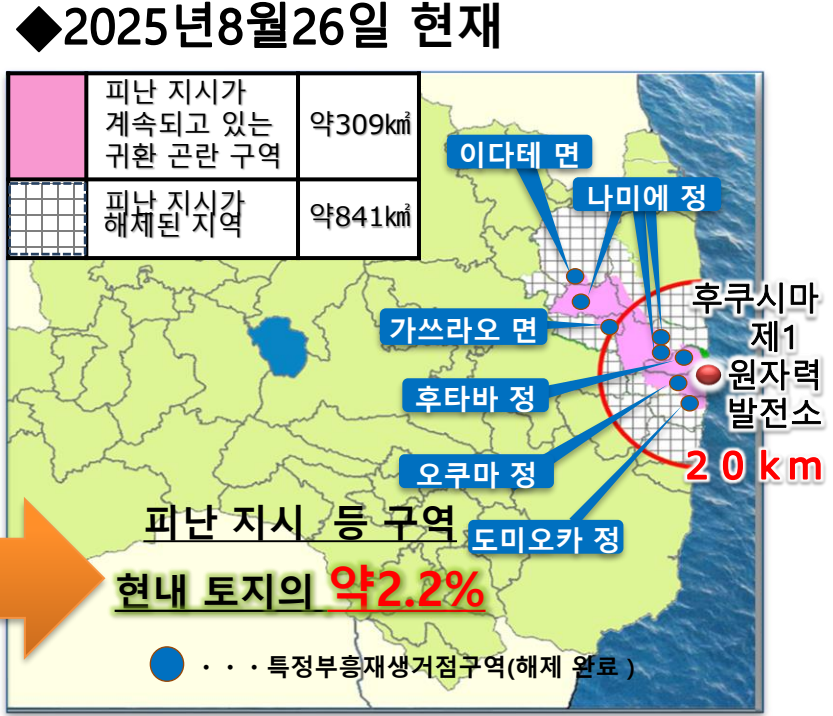 ◆2025년8월26일 현재
피난 지시가
계속되고 있는
귀환 곤란 구역
약309㎢
피난 지시가
해제된 지역
약841㎢
이다테 면
나미에 정
가쓰라오 면
후쿠시마
제1
원자력
발전소
후타바 정
오쿠마 정
20km
도미오카 정
피난 지시 등 구역
현내 토지의 약2.2%
・・・특정부흥재생거점구역(해제 완료 )